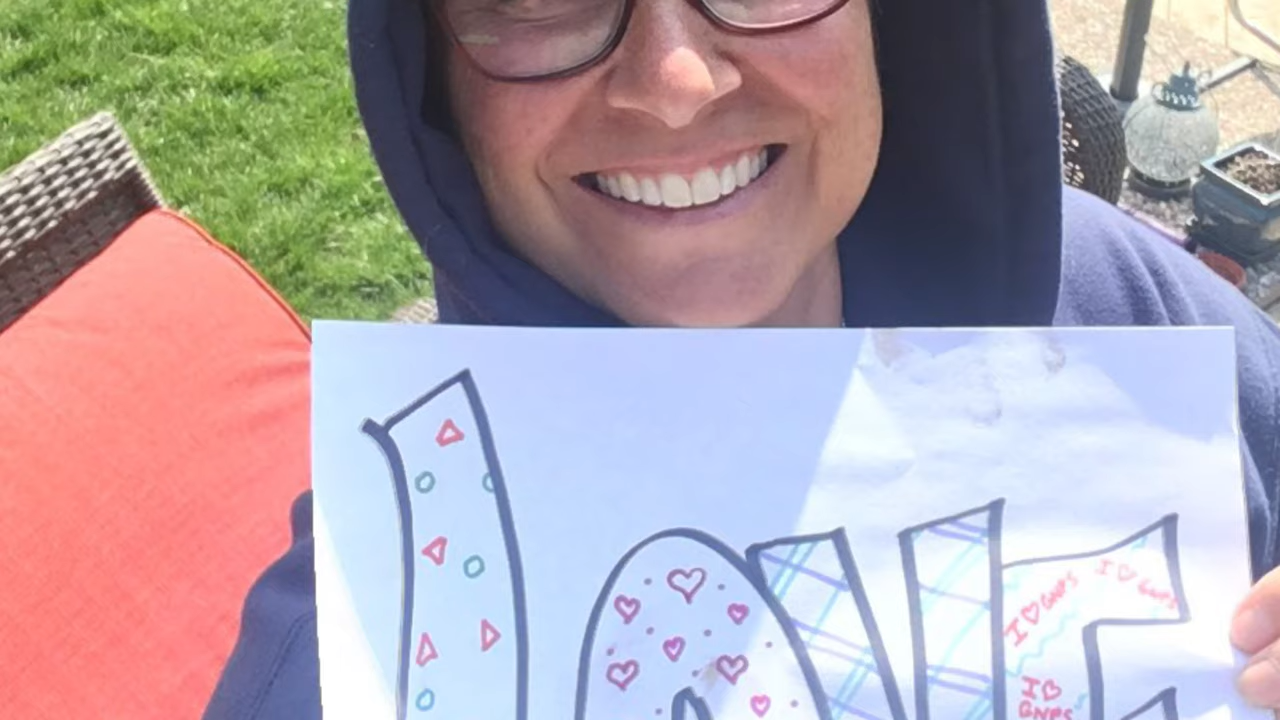 LOVE
I ♡ GNPS
I ♡ GNPS
I ♡
GNPS